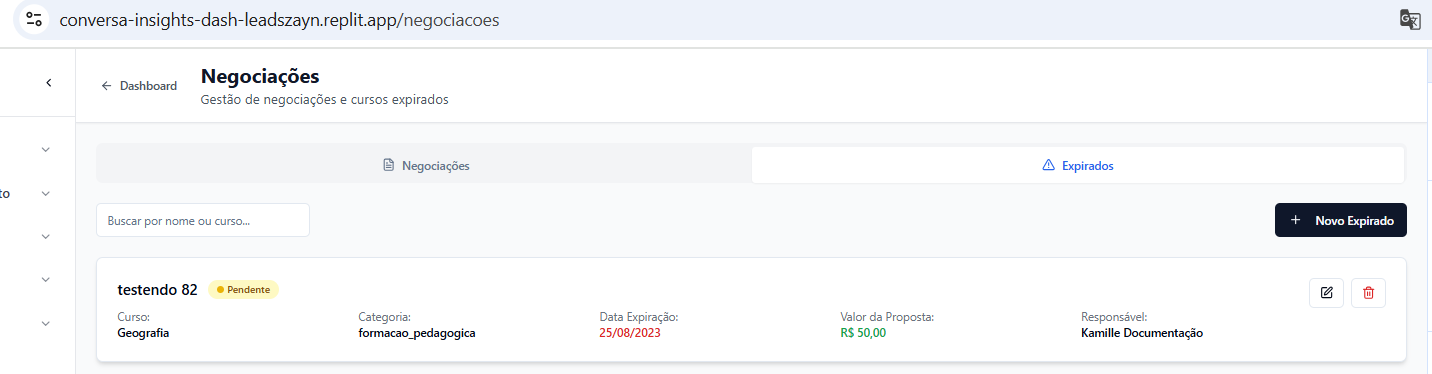 conversa-insights-dash-leadszayn.replit.app/negociacoes
Dashboard
Negociações
Gestão de negociações e cursos expirados
to
Negociações
Expirados
Buscar por nome ou curso...
+ Novo Expirado
testendo 82
Pendente
Curso:
Geografia
Categoria:
formacao_pedagogica
Data Expiração:
25/08/2023
Valor da Proposta:
R$ 50,00
Responsável:
Kamille Documentação